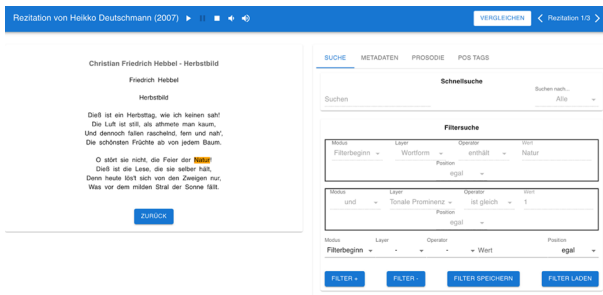 Rezitation von Heikko Deutschmann (2007)
VERGLEICHEN
Rezitation 1/3
Christian Friedrich Hebbel - Herbstbild
Friedrich Hebbel
Herbstbild
Dieß ist ein Herbsttag, wie ich keinen sah!
Die Luft ist still, als athmete man kaum,
Und dennoch fallen raschelnd, fern und nah',
Die schönsten Früchte ab von jedem Baum.
O stört sie nicht, die Feier der Natur!
Dieß ist die Lese, die sie selber hält,
Denn heute lös't sich von den Zweigen nur,
Was vor dem milden Stral der Sonne fällt.
ZURÜCK
SUCHE METADATEN PROSODIE POS TAGS
Schnellsuche
Suchen nach...
Suchen Alle
Filtersuche
Modus Layer Operator Wert
Filterbeginn Wortform enthält Natur
Position
egal
Modus Layer Operator Wert
und Tonale Prominenz ist gleich 1
Position
egal
Modus Layer Operator Position
Filterbeginn - - Wert egal
FILTER + FILTER - FILTER SPEICHERN FILTER LADEN